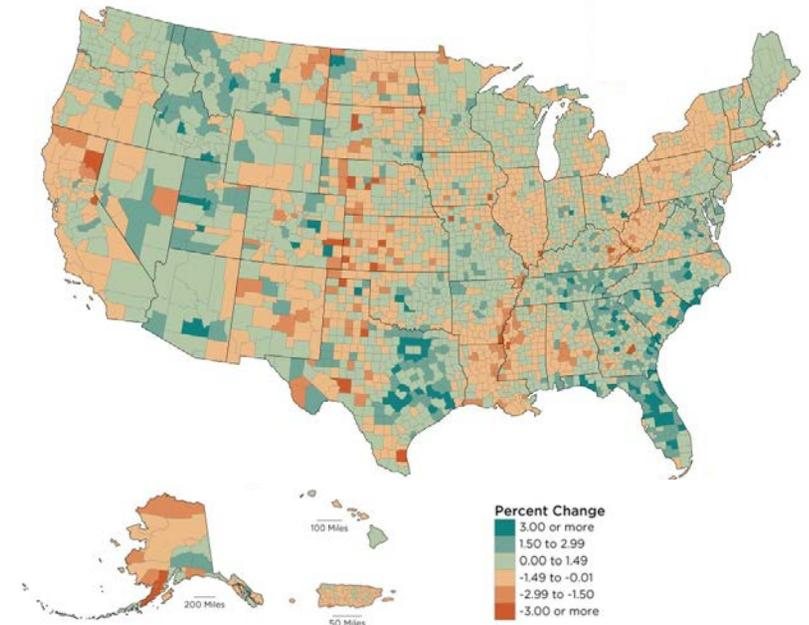 Percent Change
3.00 or more
1.50 to 2.99
0.00 to 1.49
-1.49 to -0.01
-2.99 to -1.50
-3.00 or more
100 Miles
200 Miles
50 Miles